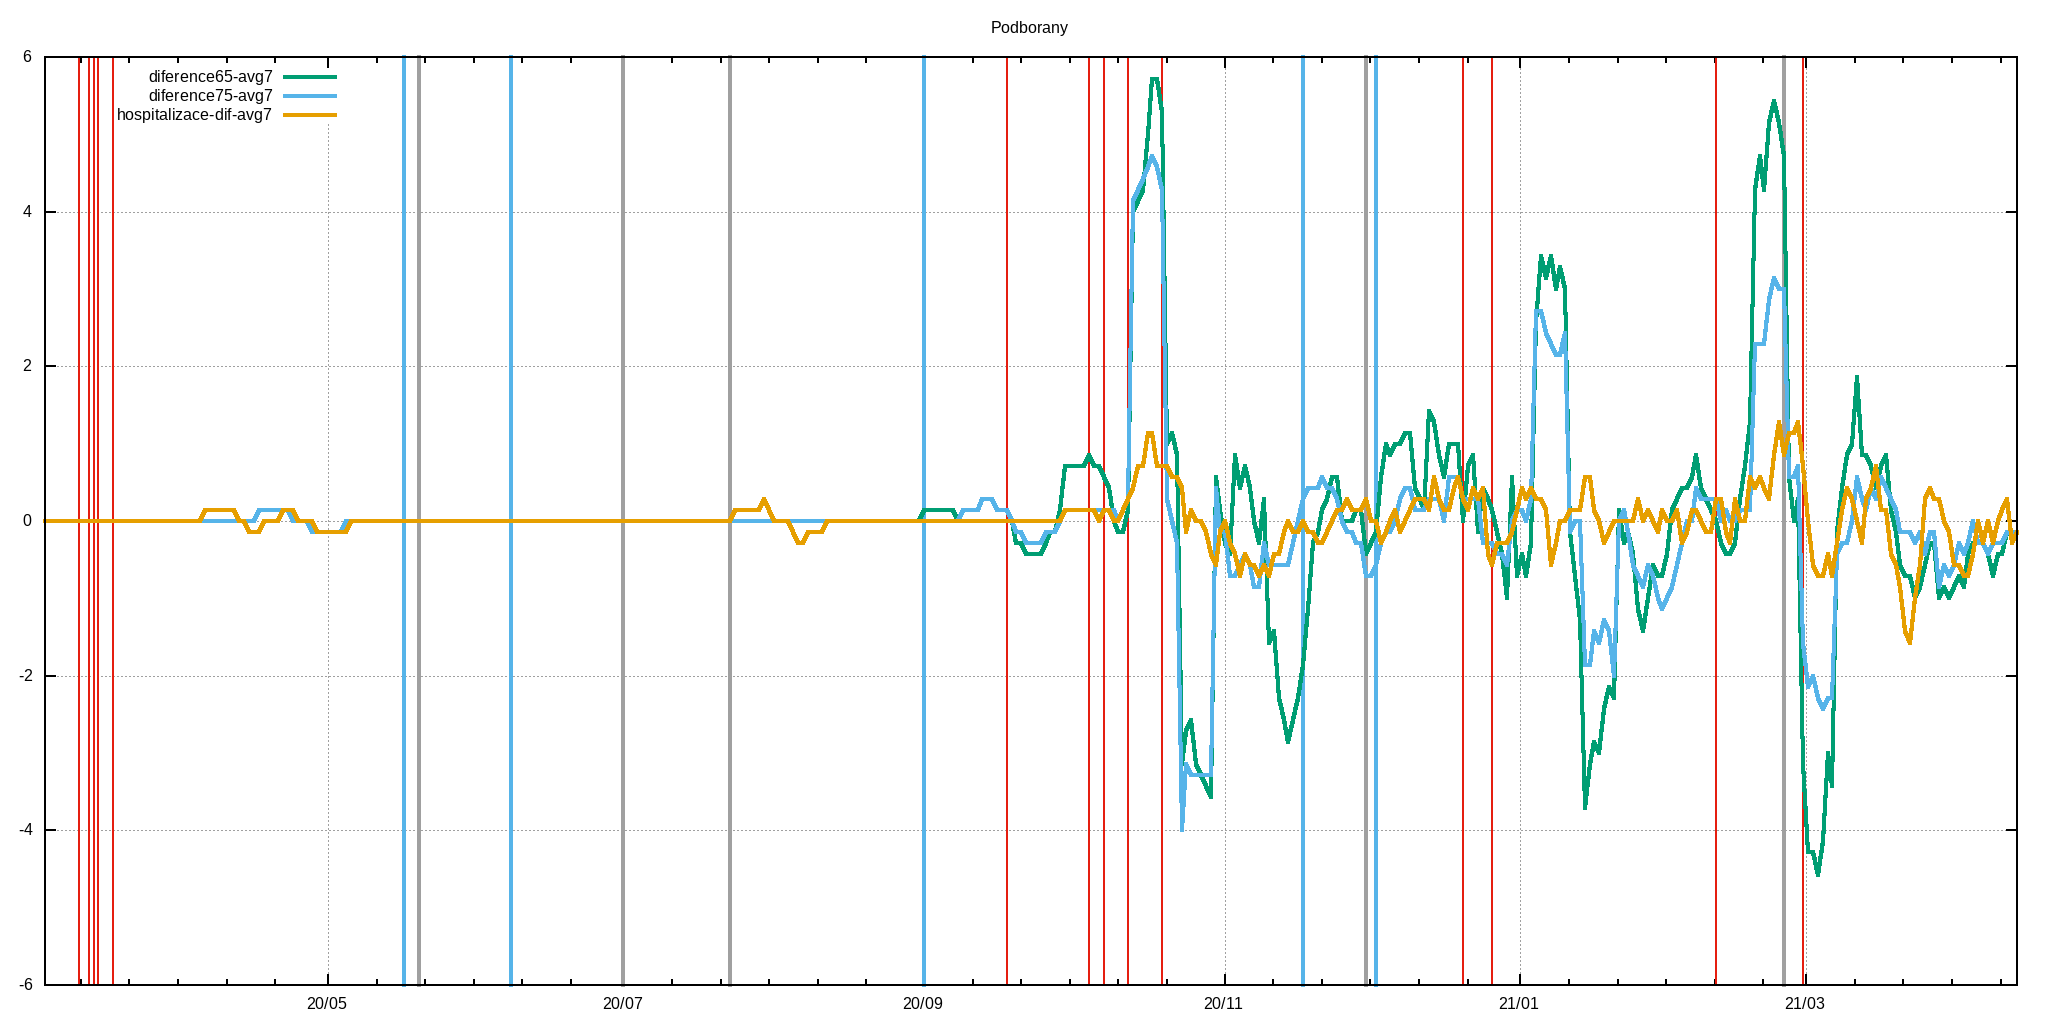 Podborany
6
diference65-avg7
diference75-avg7
hospitalizace-dif-avg7
4
2
0
-2
-4
-6
20/05 20/07 20/09 20/11 21/01 21/03